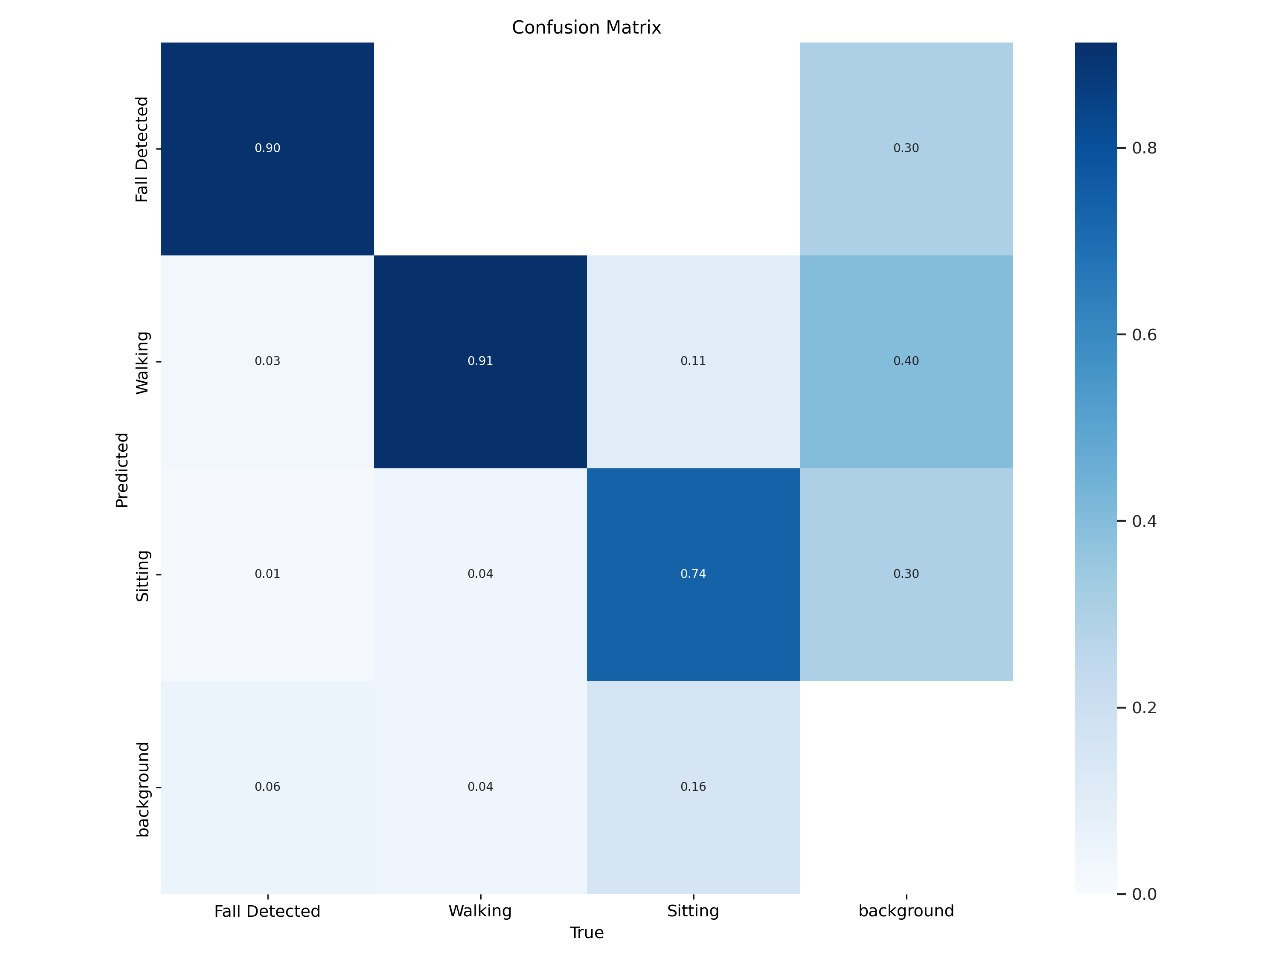 Confusion Matrix
Fall Detected
0.90
0.30
0.8
Walking
0.03
0.91
0.11
0.40
0.6
Predicted
0.4
Sitting
0.01
0.04
0.74
0.30
0.2
background
0.06
0.04
0.16
0.0
Fall Detected
Walking
Sitting
background
True